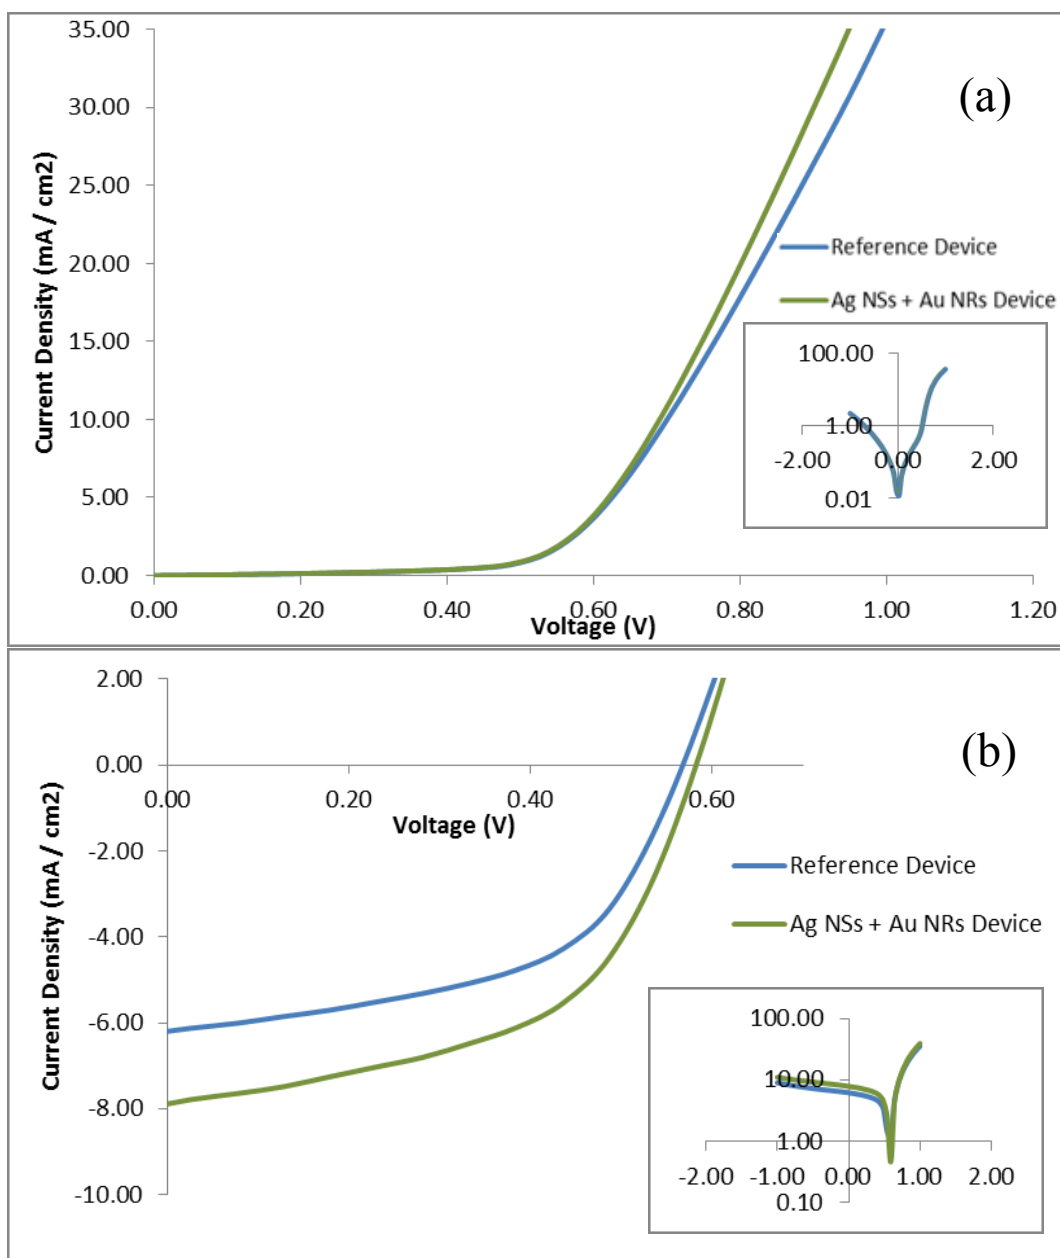 35.00
30.00
25.00
20.00
15.00
10.00
5.00
0.00
Current Density (mA / cm2)
0.00 0.20 0.40 0.60 0.80 1.00 1.20
Voltage (V)
(a)
Reference Device
Ag NSs + Au NRs Device
100.00
1.00
0.01
-2.00 0.00 2.00
2.00
0.00
-2.00
-4.00
-6.00
-8.00
-10.00
Current Density (mA / cm2)
0.00 0.20 0.40 0.60
Voltage (V)
(b)
Reference Device
Ag NSs + Au NRs Device
100.00
10.00
1.00
0.10
-2.00 -1.00 0.00 1.00 2.00